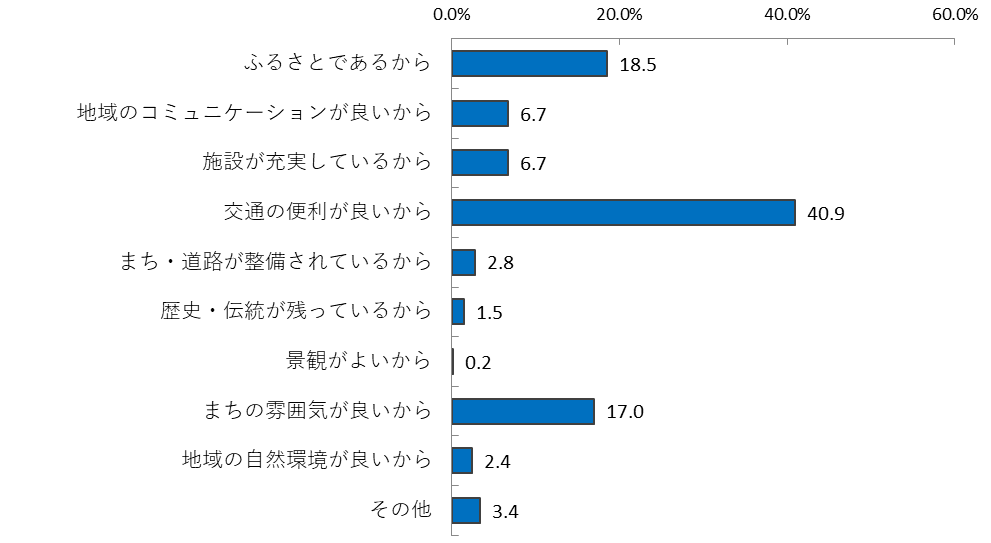 0.0% 20.0% 40.0% 60.0%
ふるさとであるから 18.5
地域のコミュニケーションが良いから 6.7
施設が充実しているから 6.7
交通の便利が良いから 40.9
まち・道路が整備されているから 2.8
歴史・伝統が残っているから 1.5
景観がよいから 0.2
まちの雰囲気が良いから 17.0
地域の自然環境が良いから 2.4
その他 3.4